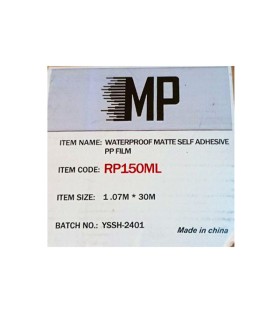 MP
ITEM NAME: WATERPROOF MATTE SELF ADHESIVE
PP FILM
ITEM CODE: RP150ML
ITEM SIZE: 1.07M * 30M
BATCH NO.: YSSH-2401
Made in china